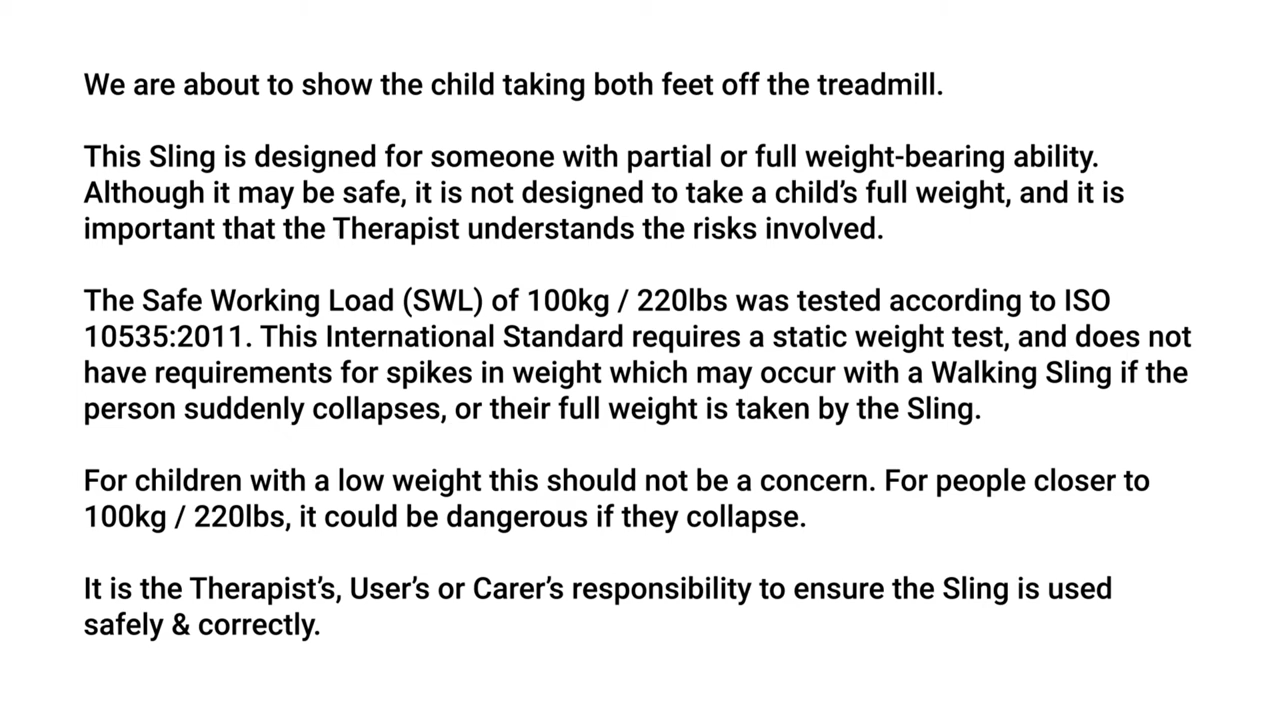 We are about to show the child taking both feet off the treadmill.
This Sling is designed for someone with partial or full weight-bearing ability.
Although it may be safe, it is not designed to take a child’s full weight, and it is
important that the Therapist understands the risks involved.
The Safe Working Load (SWL) of 100kg / 220lbs was tested according to ISO
10535:2011. This International Standard requires a static weight test, and does not
have requirements for spikes in weight which may occur with a Walking Sling if the
person suddenly collapses, or their full weight is taken by the Sling.
For children with a low weight this should not be a concern. For people closer to
100kg / 220lbs, it could be dangerous if they collapse.
It is the Therapist’s, User’s or Carer’s responsibility to ensure the Sling is used
safely & correctly.